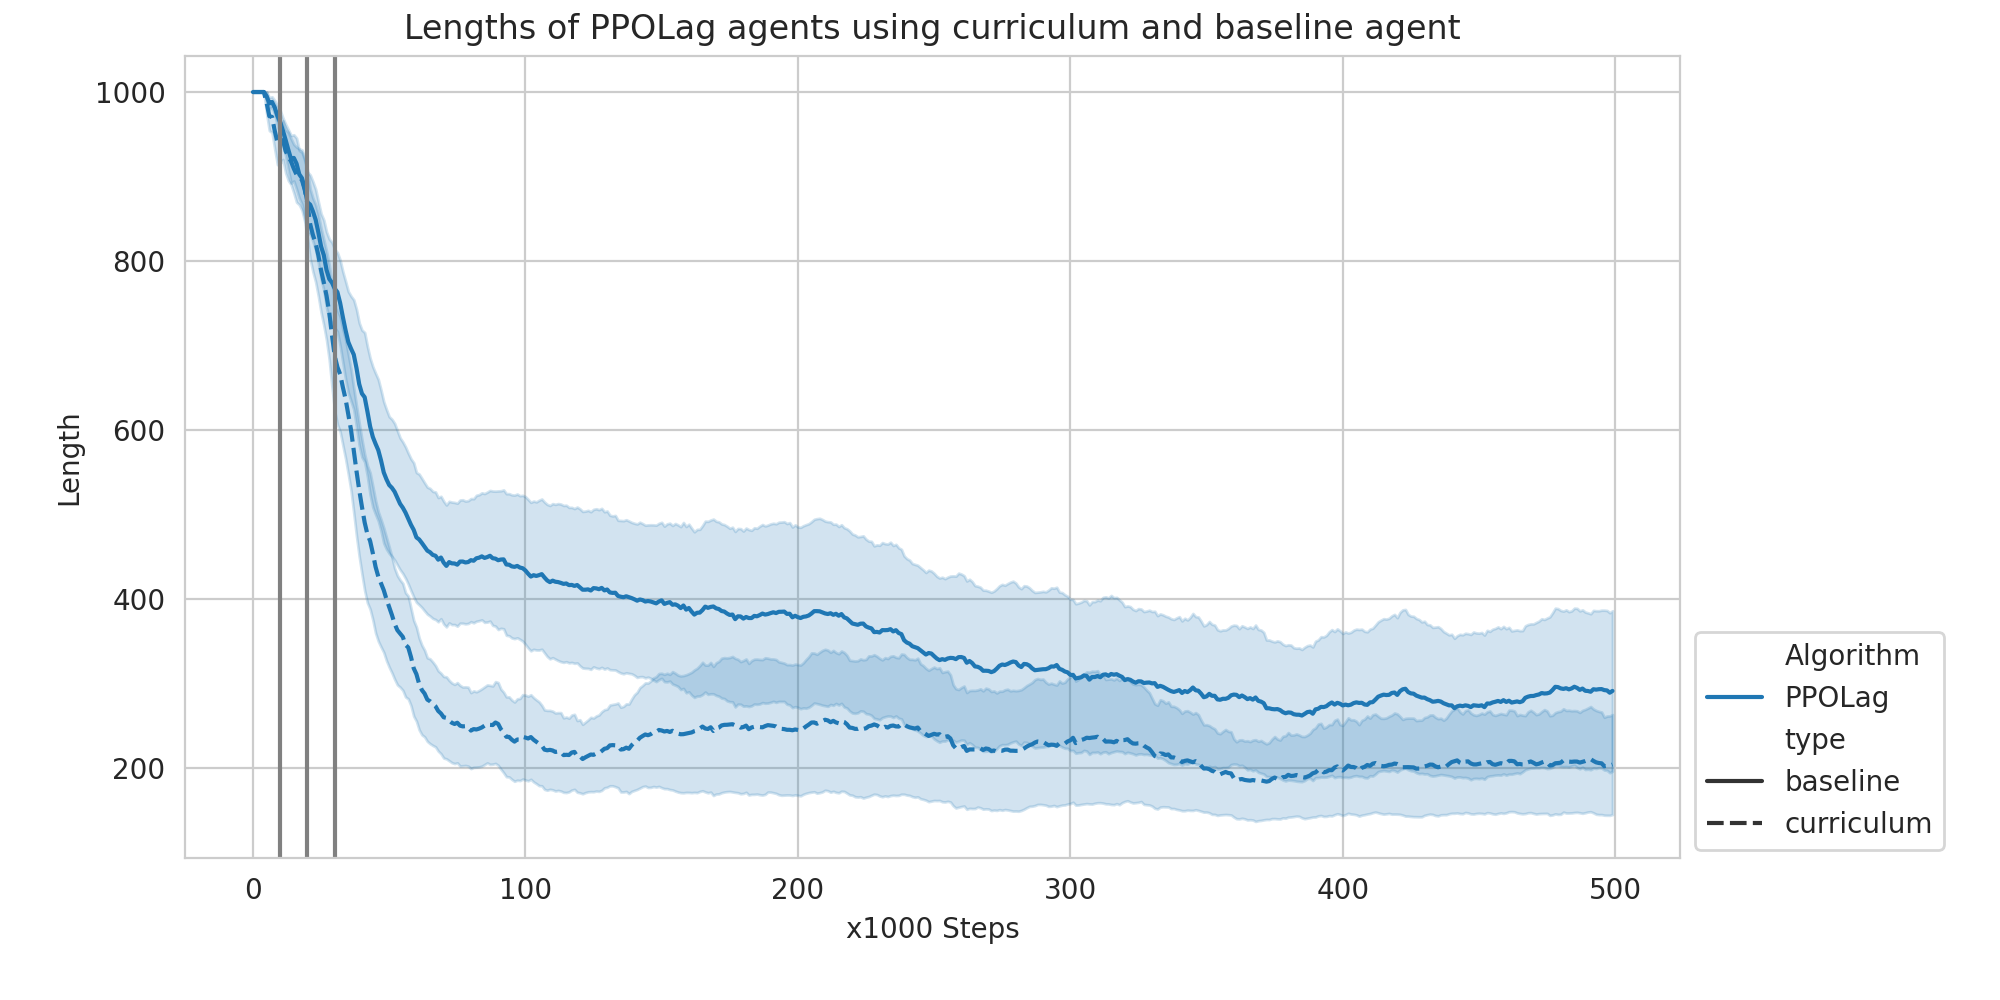 Lengths of PPOLag agents using curriculum and baseline agent
1000
800
600
400
200
Length
0 100 200 300 400 500
x1000 Steps
Algorithm
PPOLag
type
baseline
curriculum